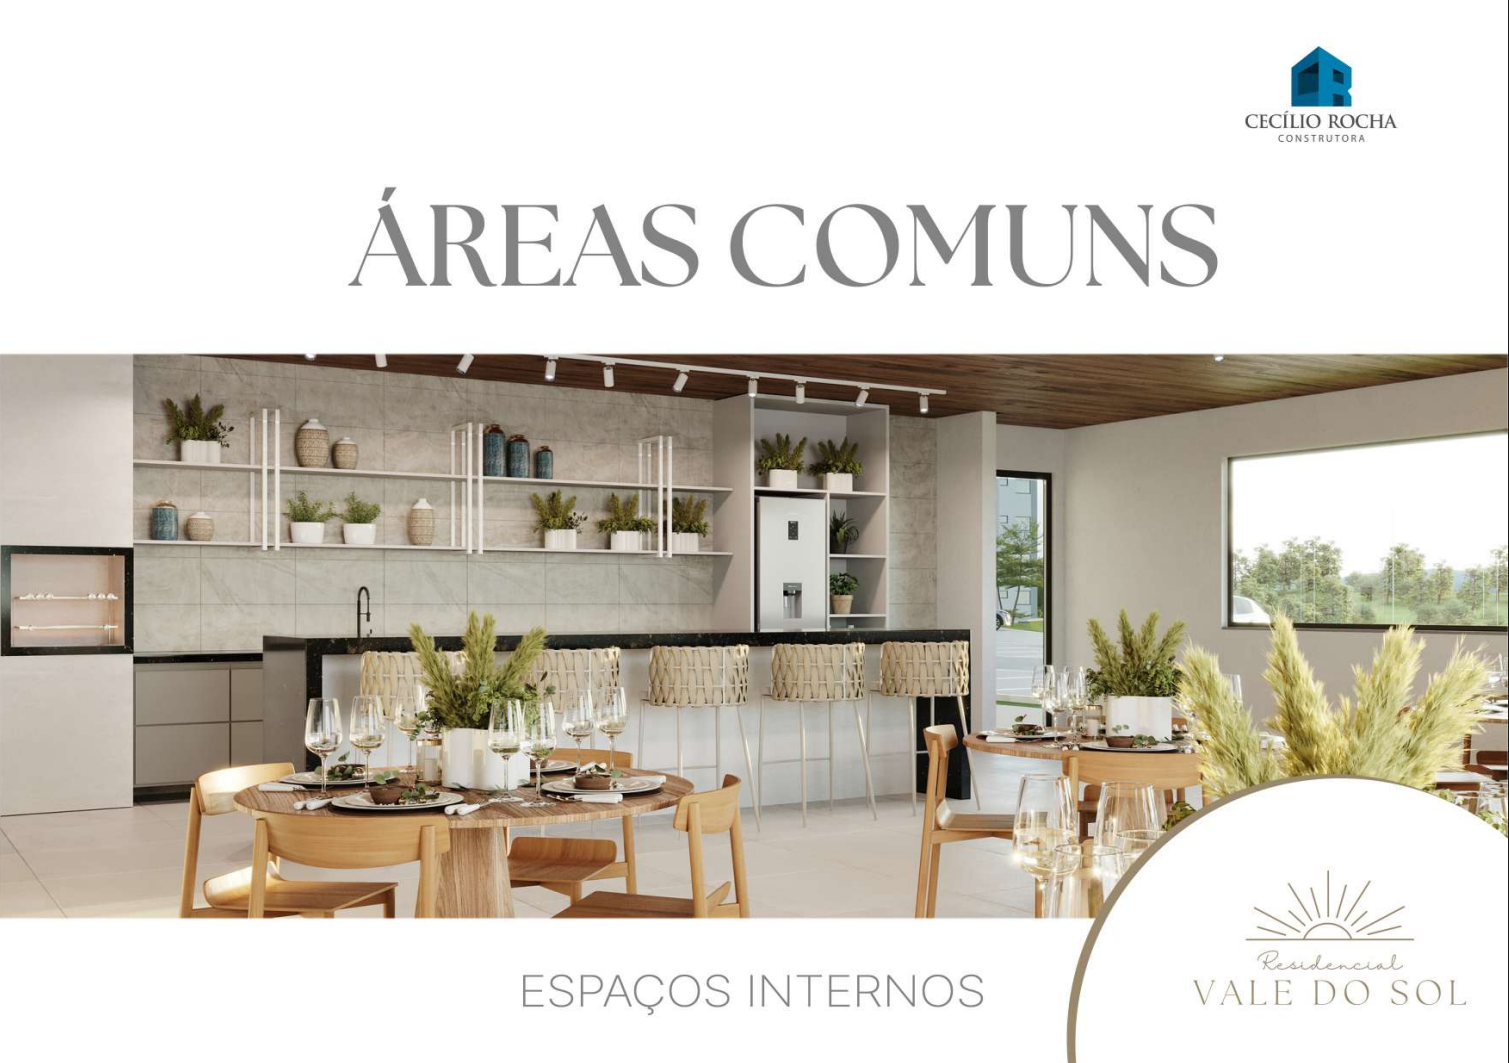 CECÍLIO ROCHA
CONSTRUTORA
ÁREAS COMUNS
ESPAÇOS INTERNOS
Residencial
VALE DO SOL